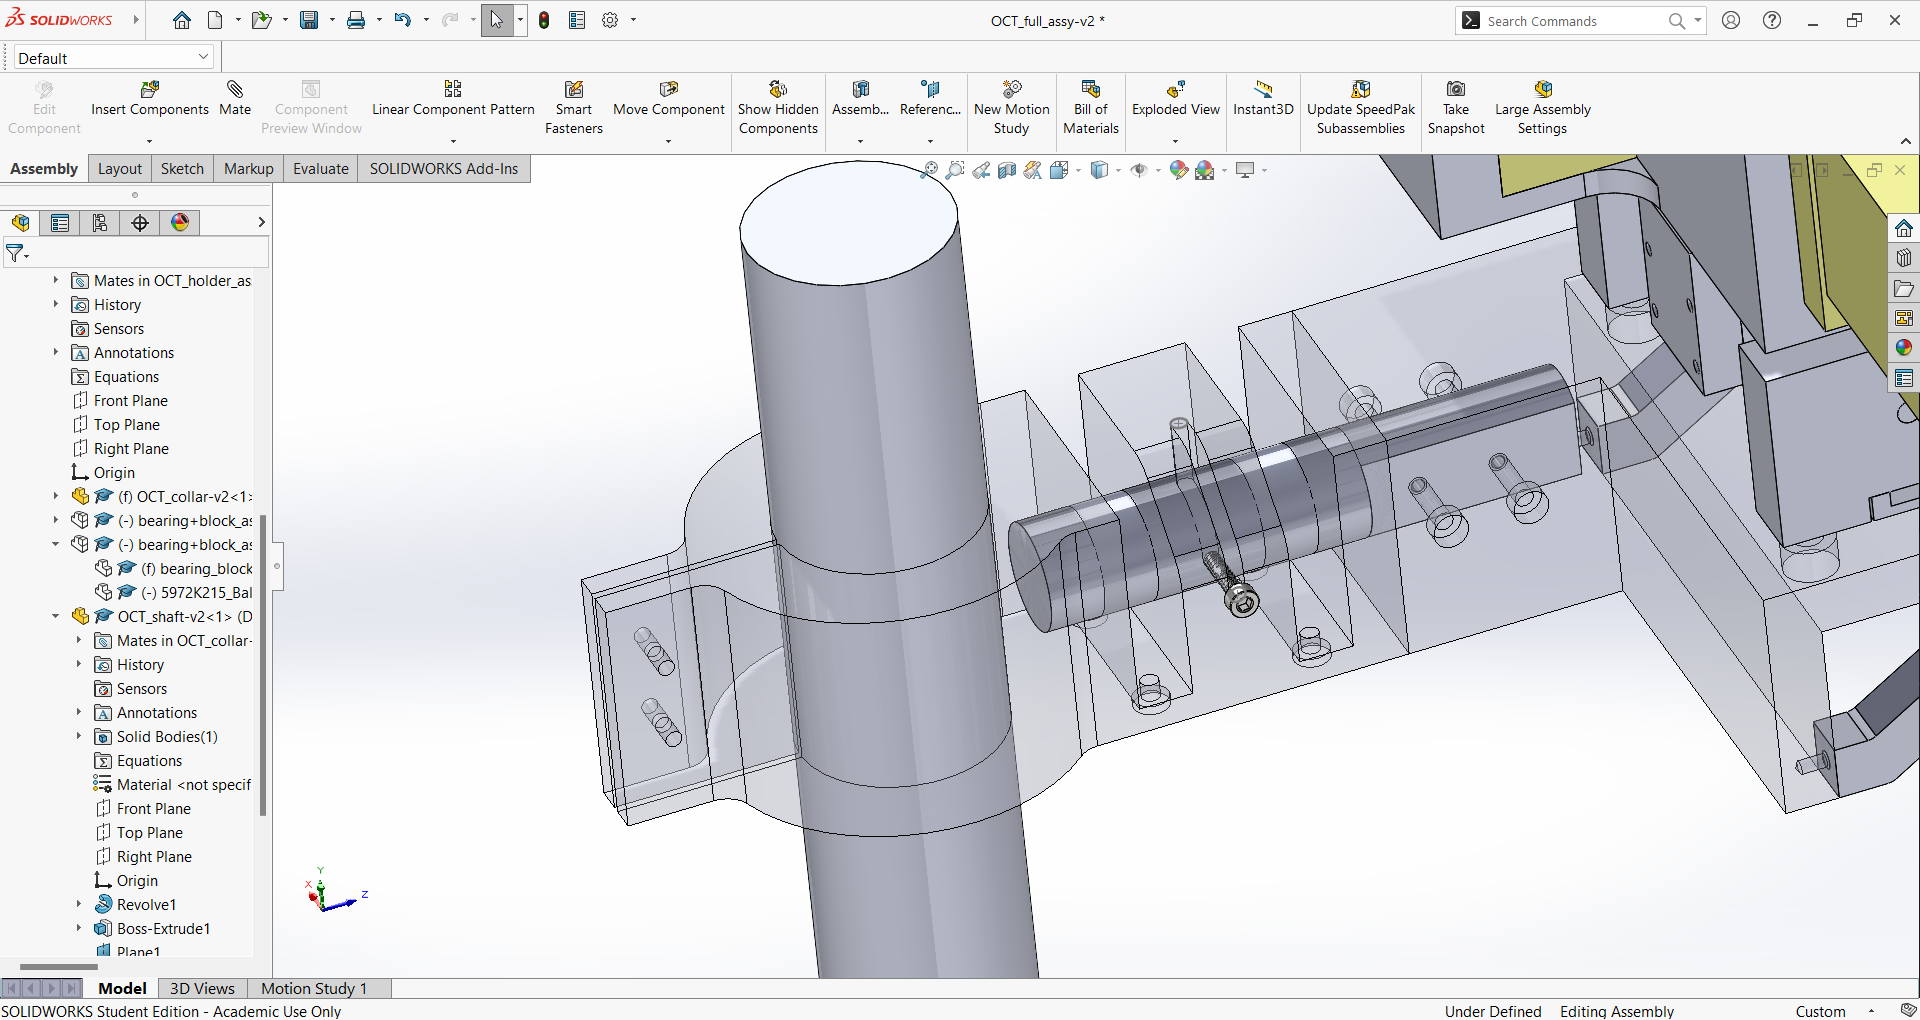 SOLIDWORKS
OCT_full_assy-v2 *
Search Commands
Default
Edit Component
Insert Components
Mate
Component Preview Window
Linear Component Pattern
Smart Fasteners
Move Component
Show Hidden Components
Assemb...
Referenc...
New Motion Study
Bill of Materials
Exploded View
Instant3D
Update SpeedPak Subassemblies
Take Snapshot
Large Assembly Settings
Assembly
Layout
Sketch
Markup
Evaluate
SOLIDWORKS Add-Ins
Mates in OCT_holder_as
History
Sensors
Annotations
Equations
Front Plane
Top Plane
Right Plane
Origin
(f) OCT_collar-v2<1>
(-) bearing+block_as
(-) bearing+block_as
(f) bearing_block
(-) 5972K215_Bal
OCT_shaft-v2<1> (D
Mates in OCT_collar-
History
Sensors
Annotations
Solid Bodies(1)
Equations
Material <not specif
Front Plane
Top Plane
Right Plane
Origin
Revolve1
Boss-Extrude1
Plane1
Y
X
Z
Model
3D Views
Motion Study 1
SOLIDWORKS Student Edition - Academic Use Only
Under Defined
Editing Assembly
Custom